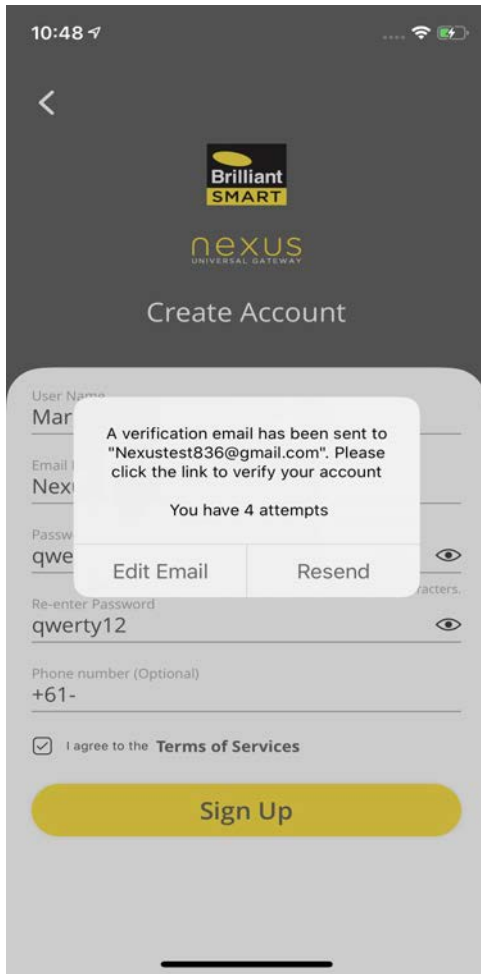 10:48
Brilliant
SMART
nexus
UNIVERSAL GATEWAY
Create Account
User Name
Mar
A verification email has been sent to
"Nexustest836@gmail.com". Please
click the link to verify your account
You have 4 attempts
Edit Email
Resend
Email
Nex
Passw
qwe
acters.
Re-enter Password
qwerty12
Phone number (Optional)
+61-
I agree to the Terms of Services
Sign Up